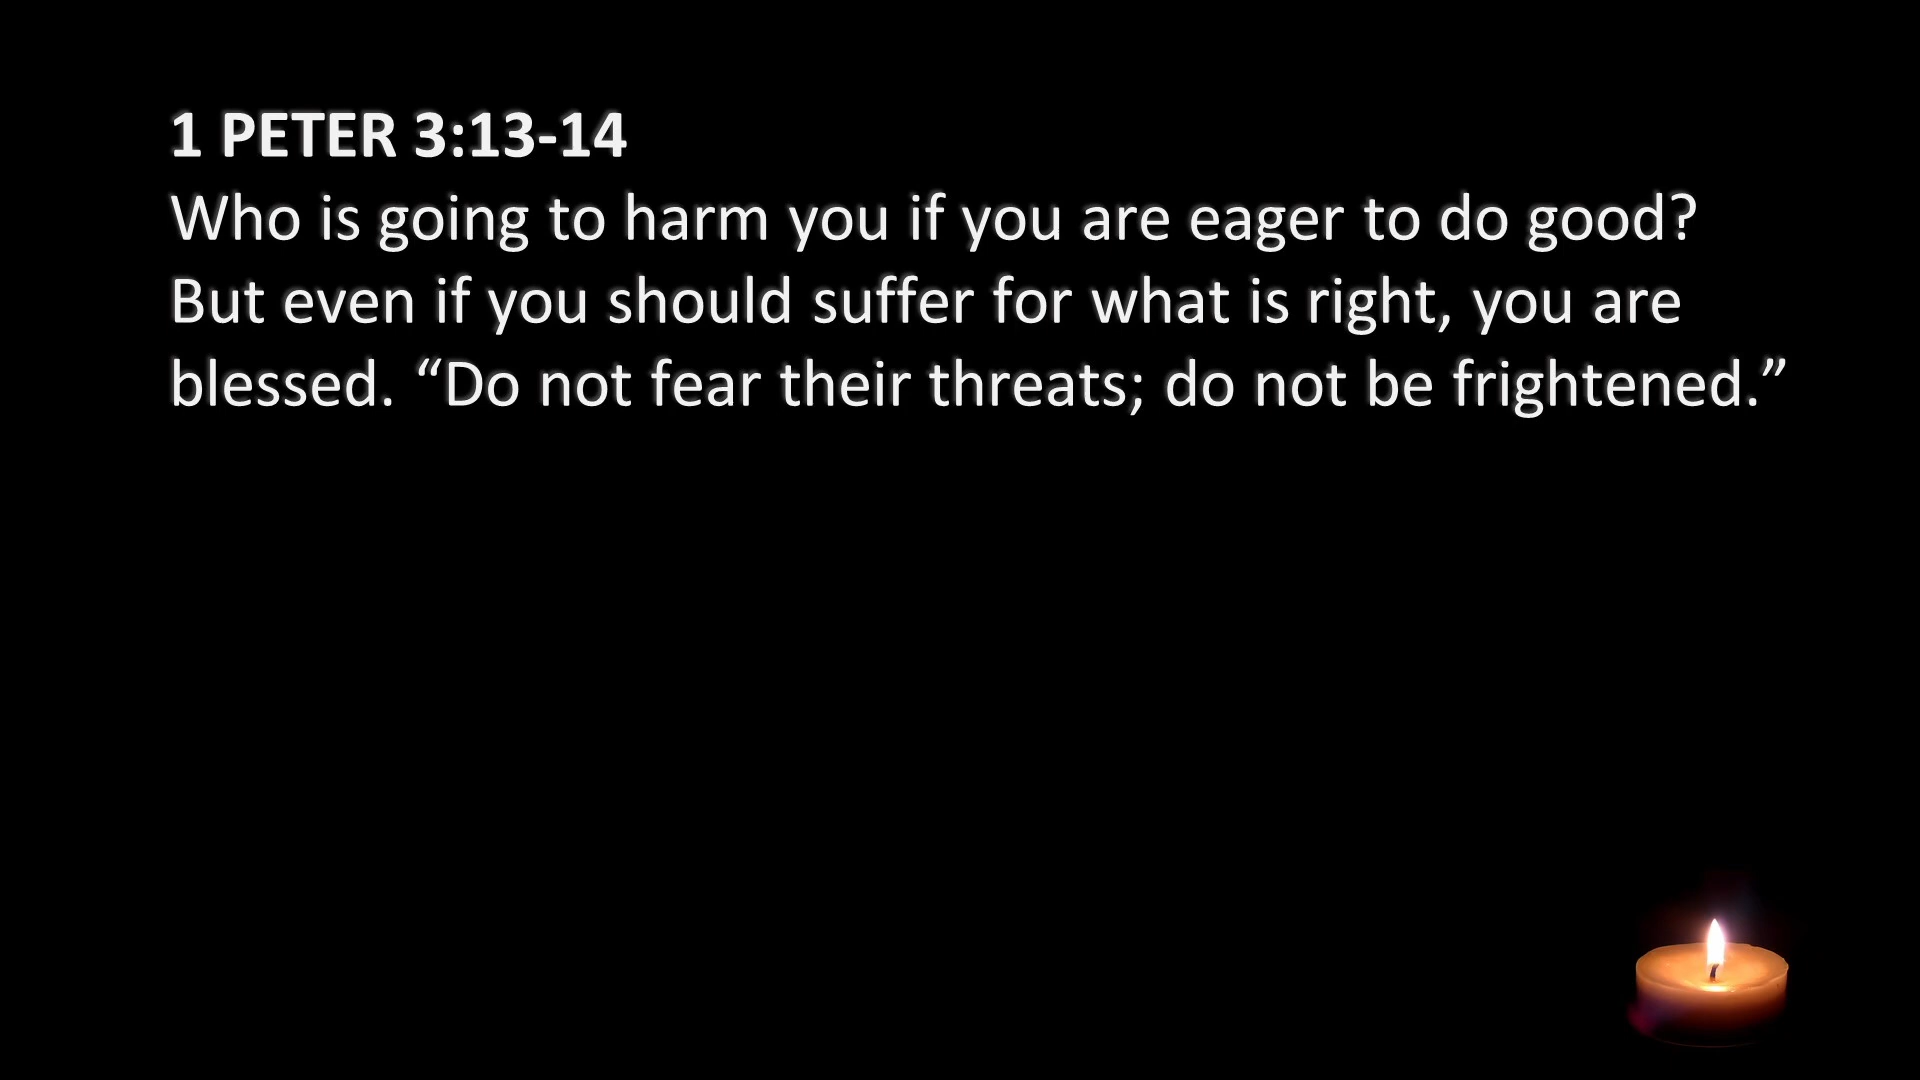 1 PETER 3:13-14
Who is going to harm you if you are eager to do good?
But even if you should suffer for what is right, you are
blessed. “Do not fear their threats; do not be frightened.”